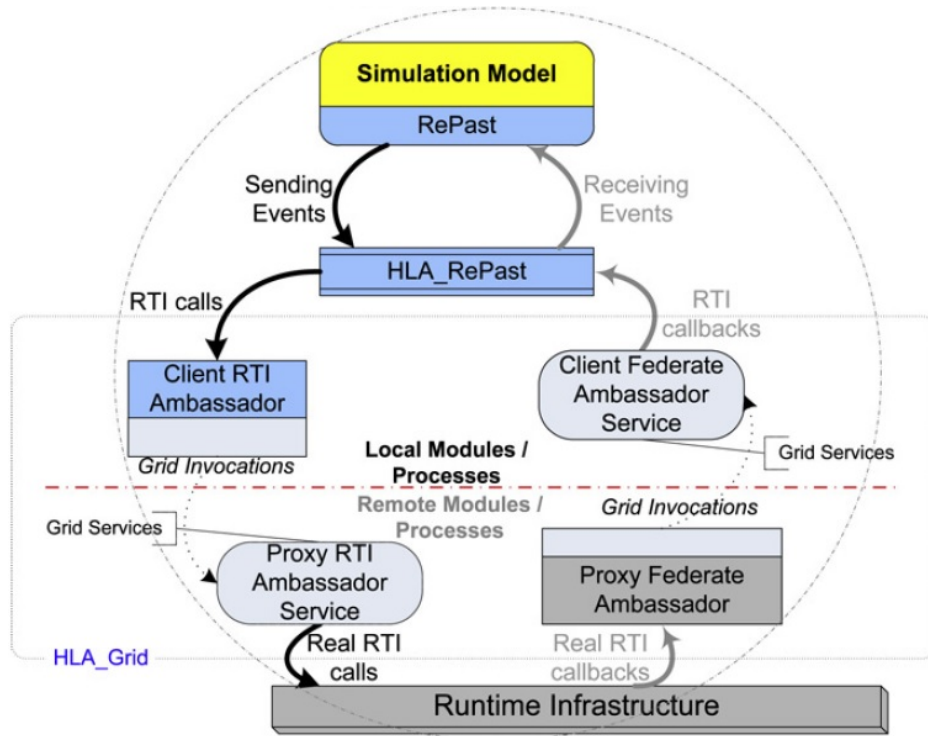 Simulation Model
RePast
Sending
Events
Receiving
Events
HLA_RePast
RTI calls
RTI
callbacks
Client RTI
Ambassador
Client Federate
Ambassador
Service
Grid Invocations
Local Modules /
Processes
Grid Services
Remote Modules /
Processes
Grid Invocations
Grid Services
Proxy RTI
Ambassador
Service
Proxy Federate
Ambassador
Real RTI
calls
Real RTI
callbacks
HLA_Grid
Runtime Infrastructure